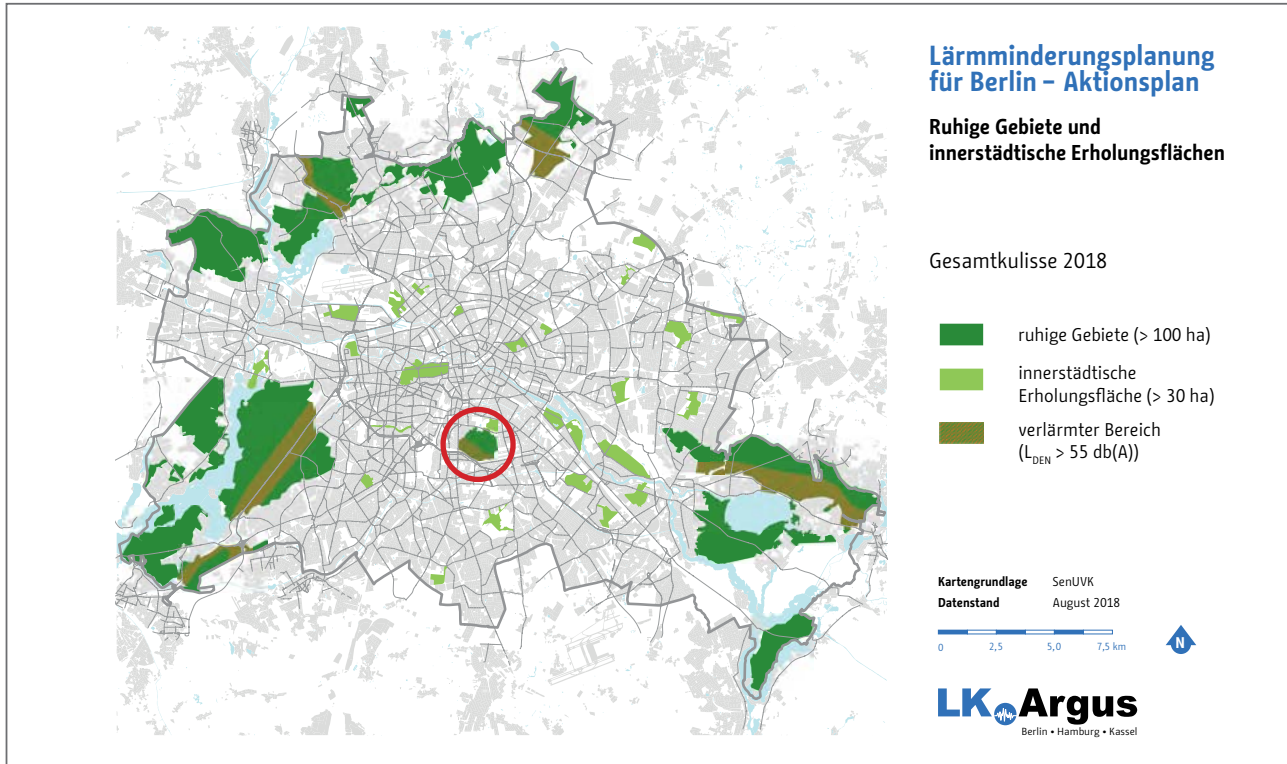 Lärmminderungsplanung
für Berlin – Aktionsplan
Ruhige Gebiete und
innerstädtische Erholungsflächen
Gesamtkulisse 2018
ruhige Gebiete (> 100 ha)
innerstädtische
Erholungsfläche (> 30 ha)
verlärmter Bereich
(LDEN > 55 db(A))
Kartengrundlage SenUVK
Datenstand August 2018
0 2,5 5,0 7,5 km
N
LK Argus
Berlin • Hamburg • Kassel